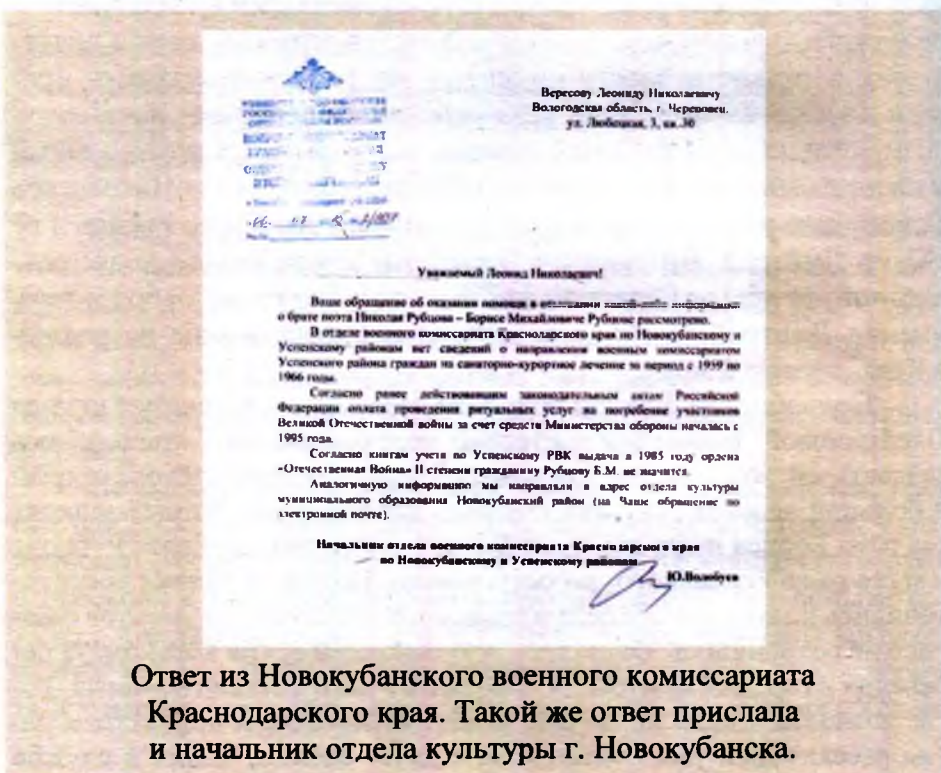 Вересову Леониду Николаевичу
Вологодская область, г. Череповец,
ул. Любецкая, 3, кв. 30
Уважаемый Леонид Николаевич!
Ваше обращение об оказании помощи в информации
о брате поэта Николая Рубцова – Борисе Михайловиче Рубцове рассмотрено.
В отделе военного комиссариата Краснодарского края по Новокубанскому и
Успенскому районам нет сведений о направлении военным комиссариатом
Успенского района граждан на санаторно-курортное лечение за период с 1959 по
1966 годы.
Согласно ранее действовавшим законодательным актам Российской
Федерации оплата проведения ритуальных услуг на погребение участников
Великой Отечественной войны за счет средств Министерства обороны началась с
1995 года.
Согласно книгам учета по Успенскому РВК выдача в 1985 году ордена
«Отечественная Война» II степени гражданину Рубцову Б.М. не значится.
Аналогичную информацию мы направляли в адрес отдела культуры
муниципального образования Новокубанский район (на Ваше обращение по
электронной почте).
Начальник отдела военного комиссариата Краснодарского края
по Новокубанскому и Успенскому районам
Ю.Волобуев
Ответ из Новокубанского военного комиссариата
Краснодарского края. Такой же ответ прислала
и начальник отдела культуры г. Новокубанска.